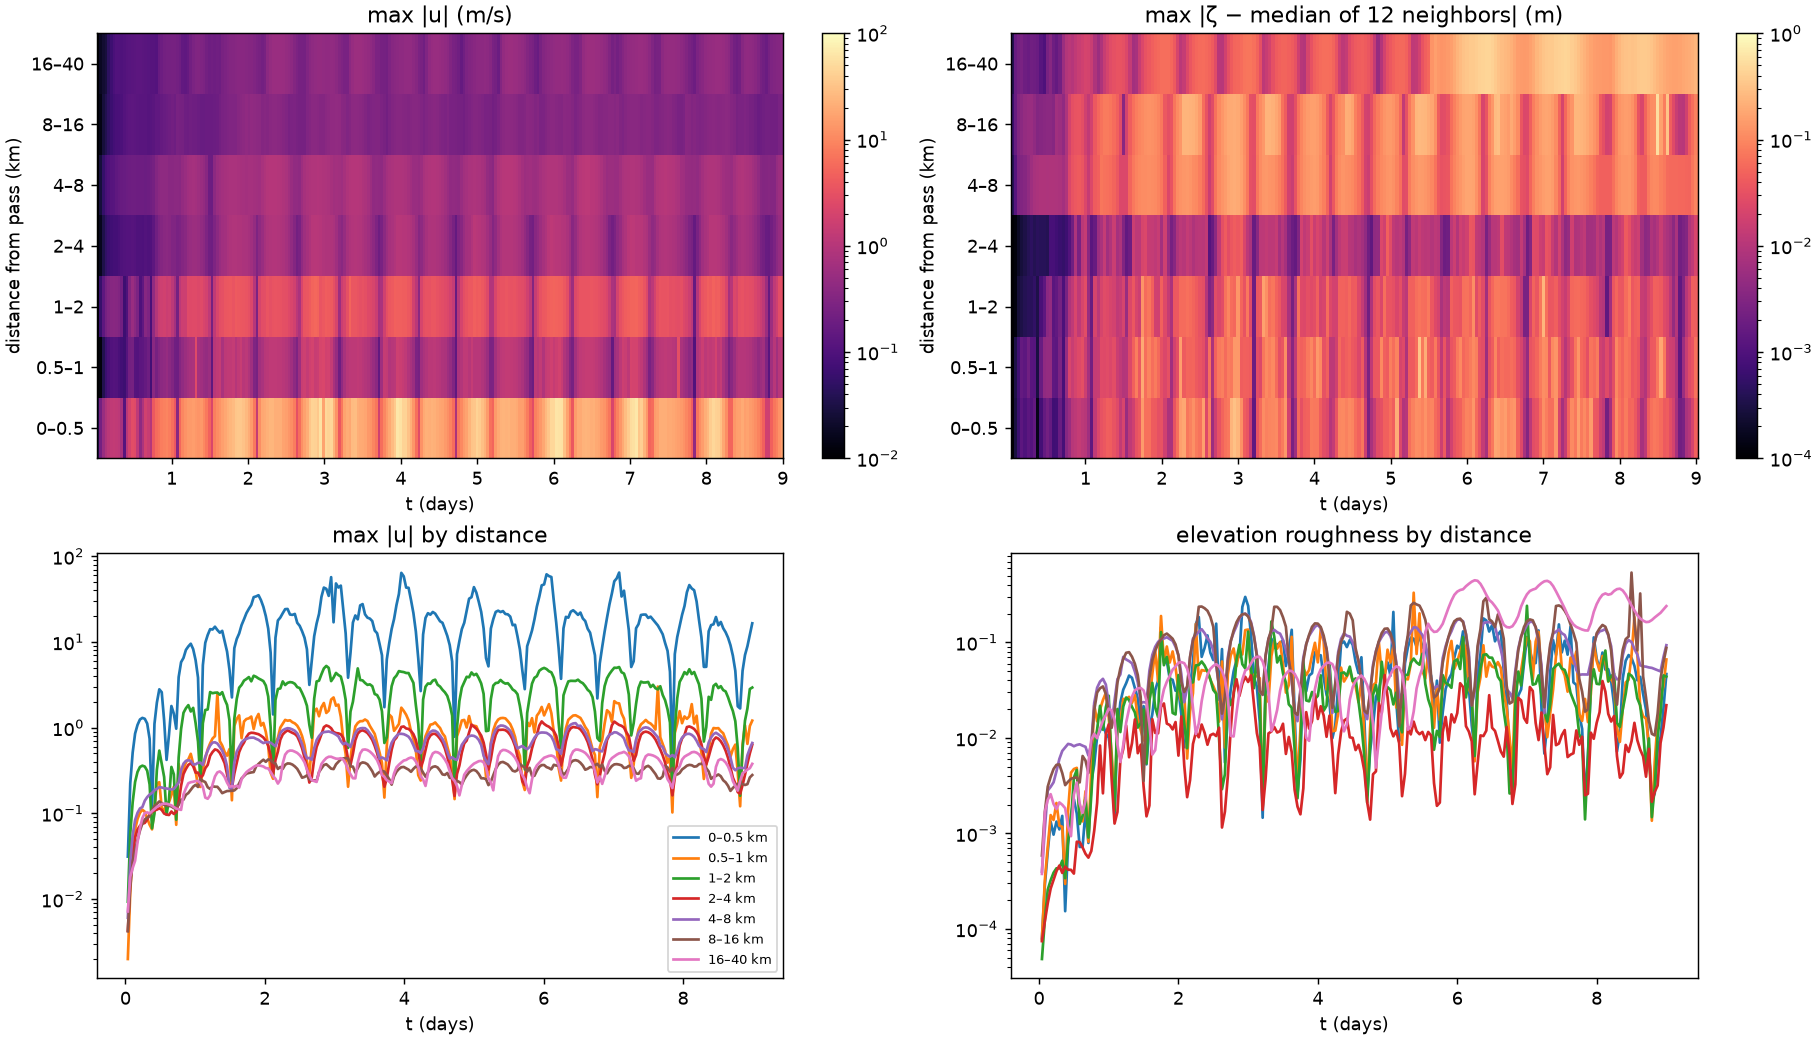 max |u| (m/s)
distance from pass (km)
16–40
8–16
4–8
2–4
1–2
0.5–1
0–0.5
1 2 3 4 5 6 7 8 9
t (days)
10²
10¹
10⁰
10⁻¹
10⁻²
max |ζ − median of 12 neighbors| (m)
distance from pass (km)
16–40
8–16
4–8
2–4
1–2
0.5–1
0–0.5
1 2 3 4 5 6 7 8 9
t (days)
10⁰
10⁻¹
10⁻²
10⁻³
10⁻⁴
max |u| by distance
10²
10¹
10⁰
10⁻¹
10⁻²
0 2 4 6 8
t (days)
0–0.5 km
0.5–1 km
1–2 km
2–4 km
4–8 km
8–16 km
16–40 km
elevation roughness by distance
10⁻¹
10⁻²
10⁻³
10⁻⁴
0 2 4 6 8
t (days)